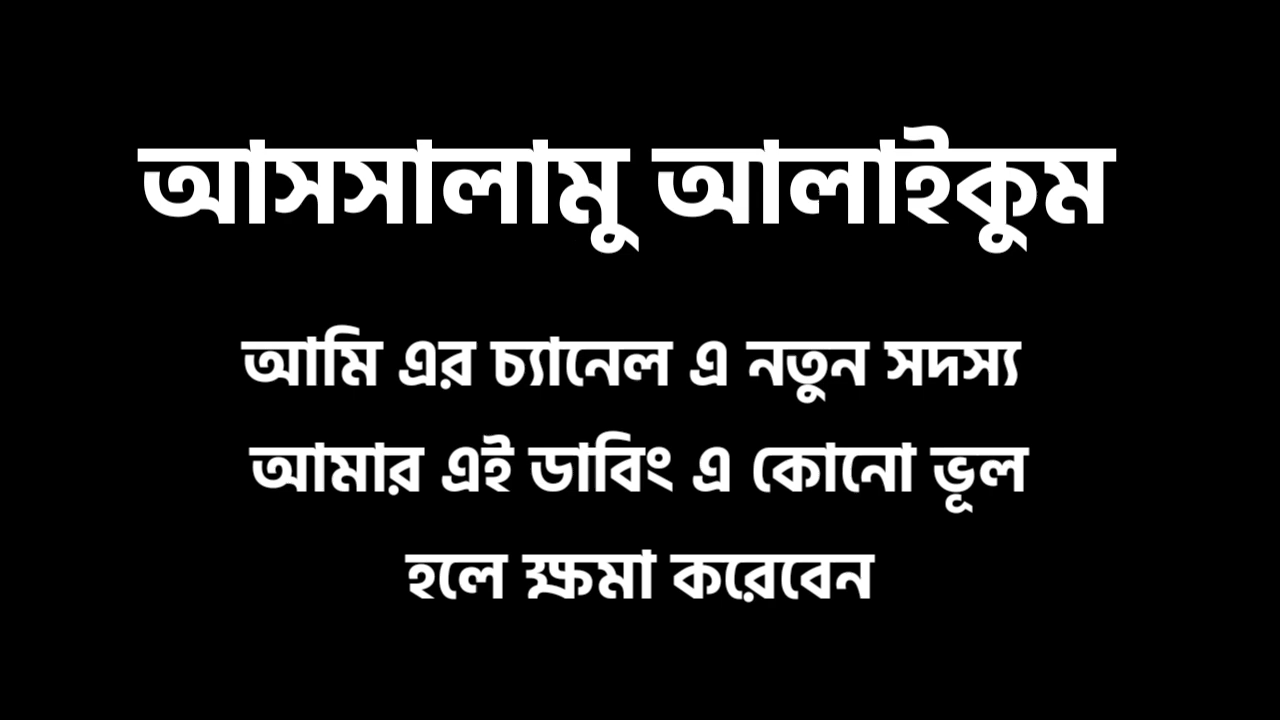 আসসালামু আলাইকুম
আমি এর চ্যানেল এ নতুন সদস্য
আমার এই ডাবিং এ কোনো ভূল
হলে ক্ষমা করেবেন